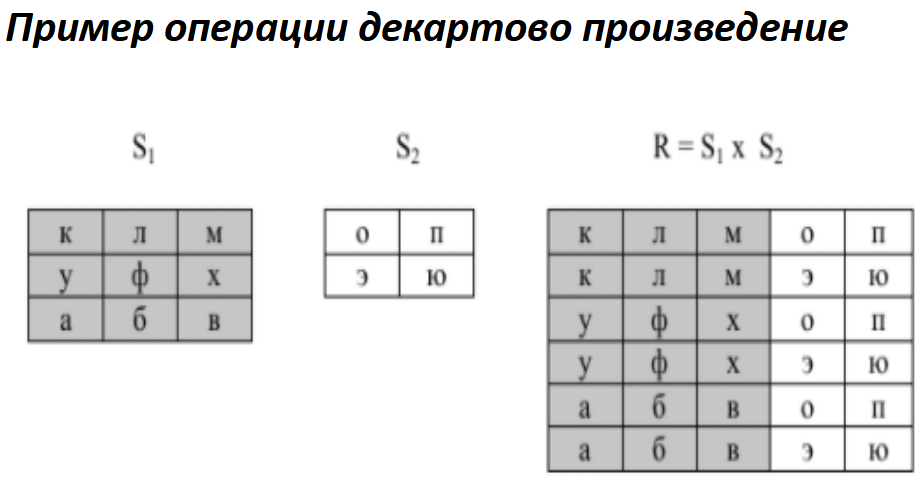 Пример операции декартово произведение
S₁
S₂
R = S₁ x S₂
к л м
у ф х
а б в
о п
э ю
к л м о п
к л м э ю
у ф х о п
у ф х э ю
а б в о п
а б в э ю